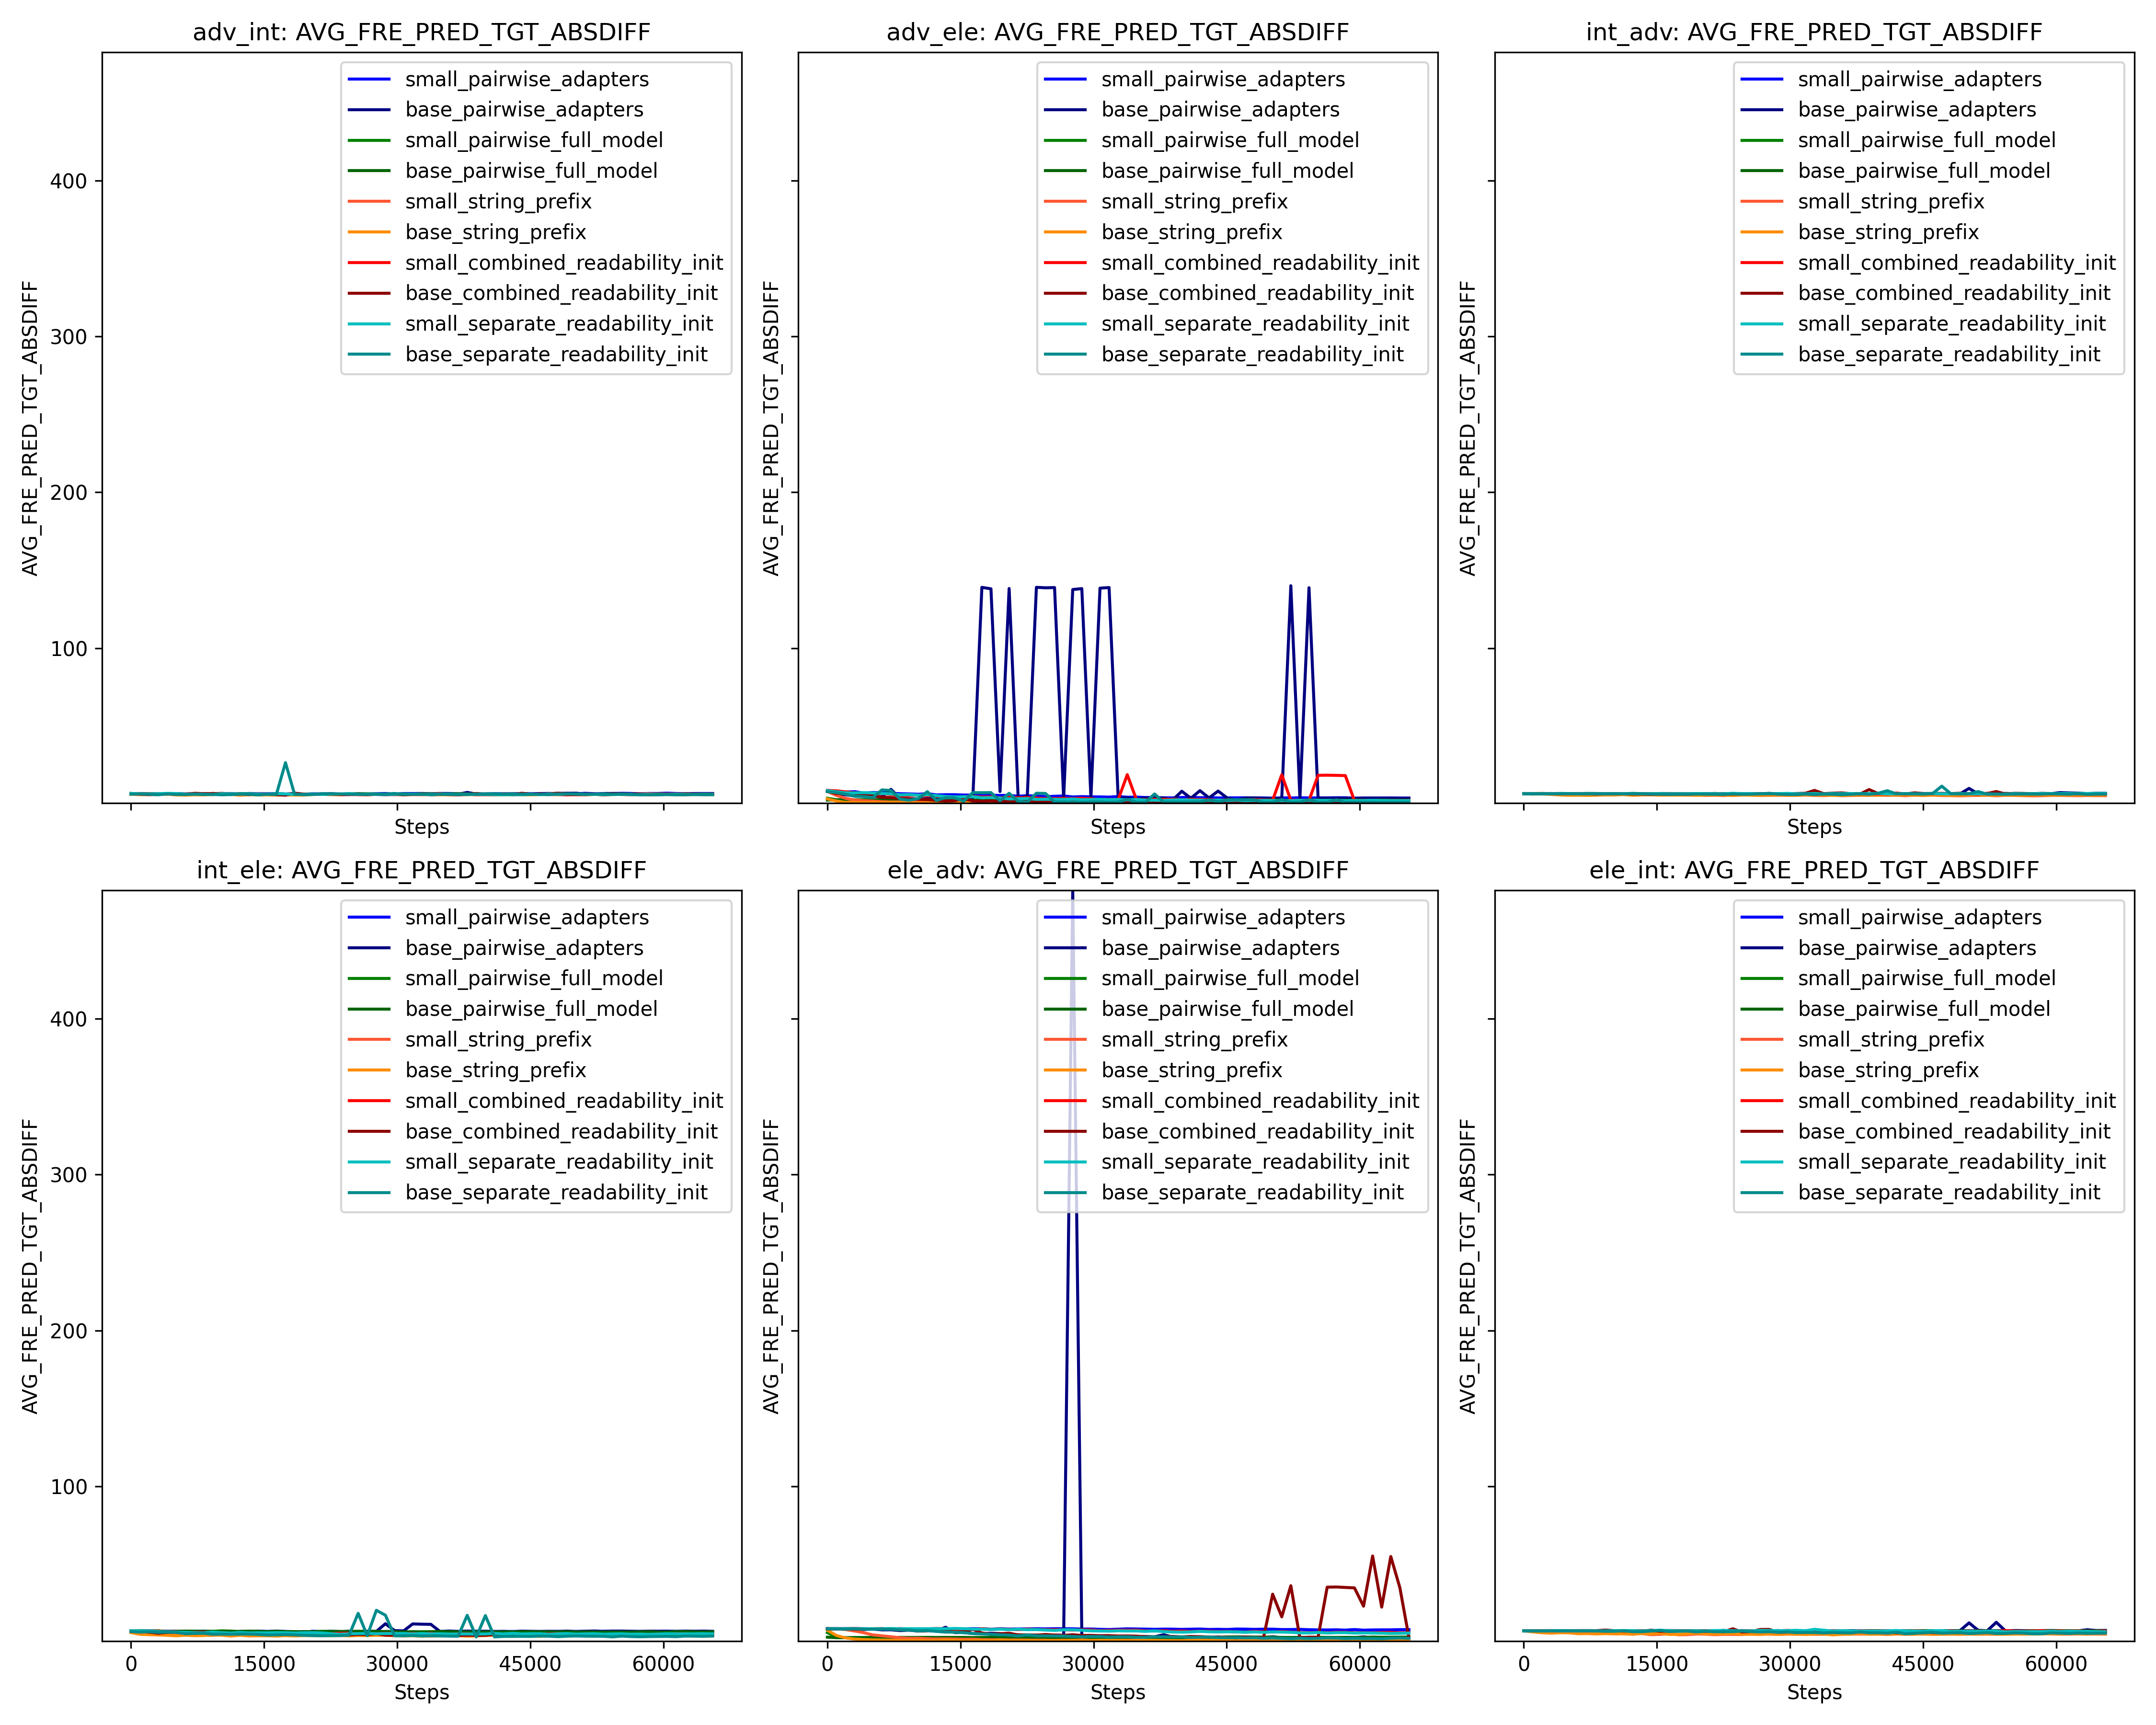 adv_int: AVG_FRE_PRED_TGT_ABSDIFF
AVG_FRE_PRED_TGT_ABSDIFF
400
300
200
100
small_pairwise_adapters
base_pairwise_adapters
small_pairwise_full_model
base_pairwise_full_model
small_string_prefix
base_string_prefix
small_combined_readability_init
base_combined_readability_init
small_separate_readability_init
base_separate_readability_init
Steps
adv_ele: AVG_FRE_PRED_TGT_ABSDIFF
AVG_FRE_PRED_TGT_ABSDIFF
small_pairwise_adapters
base_pairwise_adapters
small_pairwise_full_model
base_pairwise_full_model
small_string_prefix
base_string_prefix
small_combined_readability_init
base_combined_readability_init
small_separate_readability_init
base_separate_readability_init
Steps
int_adv: AVG_FRE_PRED_TGT_ABSDIFF
AVG_FRE_PRED_TGT_ABSDIFF
small_pairwise_adapters
base_pairwise_adapters
small_pairwise_full_model
base_pairwise_full_model
small_string_prefix
base_string_prefix
small_combined_readability_init
base_combined_readability_init
small_separate_readability_init
base_separate_readability_init
Steps
int_ele: AVG_FRE_PRED_TGT_ABSDIFF
AVG_FRE_PRED_TGT_ABSDIFF
400
300
200
100
small_pairwise_adapters
base_pairwise_adapters
small_pairwise_full_model
base_pairwise_full_model
small_string_prefix
base_string_prefix
small_combined_readability_init
base_combined_readability_init
small_separate_readability_init
base_separate_readability_init
0 15000 30000 45000 60000
Steps
ele_adv: AVG_FRE_PRED_TGT_ABSDIFF
AVG_FRE_PRED_TGT_ABSDIFF
small_pairwise_adapters
base_pairwise_adapters
small_pairwise_full_model
base_pairwise_full_model
small_string_prefix
base_string_prefix
small_combined_readability_init
base_combined_readability_init
small_separate_readability_init
base_separate_readability_init
0 15000 30000 45000 60000
Steps
ele_int: AVG_FRE_PRED_TGT_ABSDIFF
AVG_FRE_PRED_TGT_ABSDIFF
small_pairwise_adapters
base_pairwise_adapters
small_pairwise_full_model
base_pairwise_full_model
small_string_prefix
base_string_prefix
small_combined_readability_init
base_combined_readability_init
small_separate_readability_init
base_separate_readability_init
0 15000 30000 45000 60000
Steps